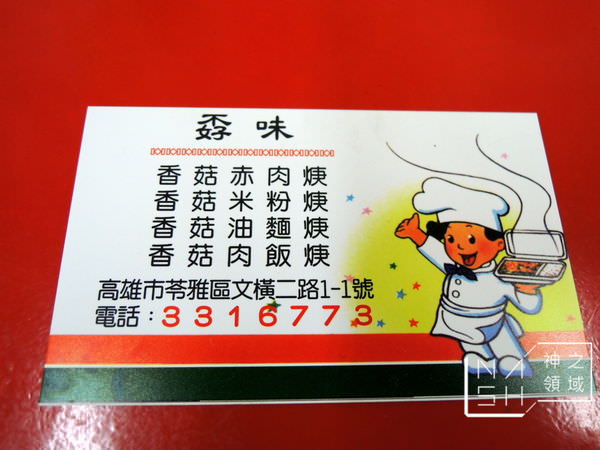 孬味
香菇赤肉焿
香菇米粉焿
香菇油麵焿
香菇肉飯焿
高雄市苓雅區文橫二路1-1號
電話:3316773
NASH
神之領域